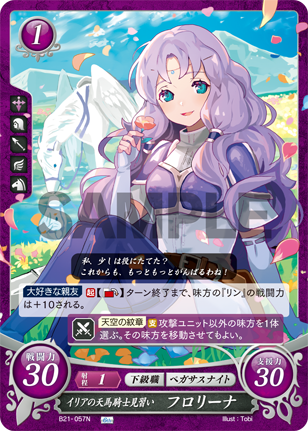 1
SAMPLE
私、少しは役にたてた？
これからも、もっともっとがんばるわね！
大好きな親友 起【】ターン終了まで、味方の『リン』の戦闘力
は＋10される。
天空の紋章 支 攻撃ユニット以外の味方を1体
選ぶ。その味方を移動させてもよい。
戦闘力
30
射程 1
下級職
ペガサスナイト
支援力
30
イリアの天馬騎士見習い フロリーナ
B21-057N
Illust：Tobi